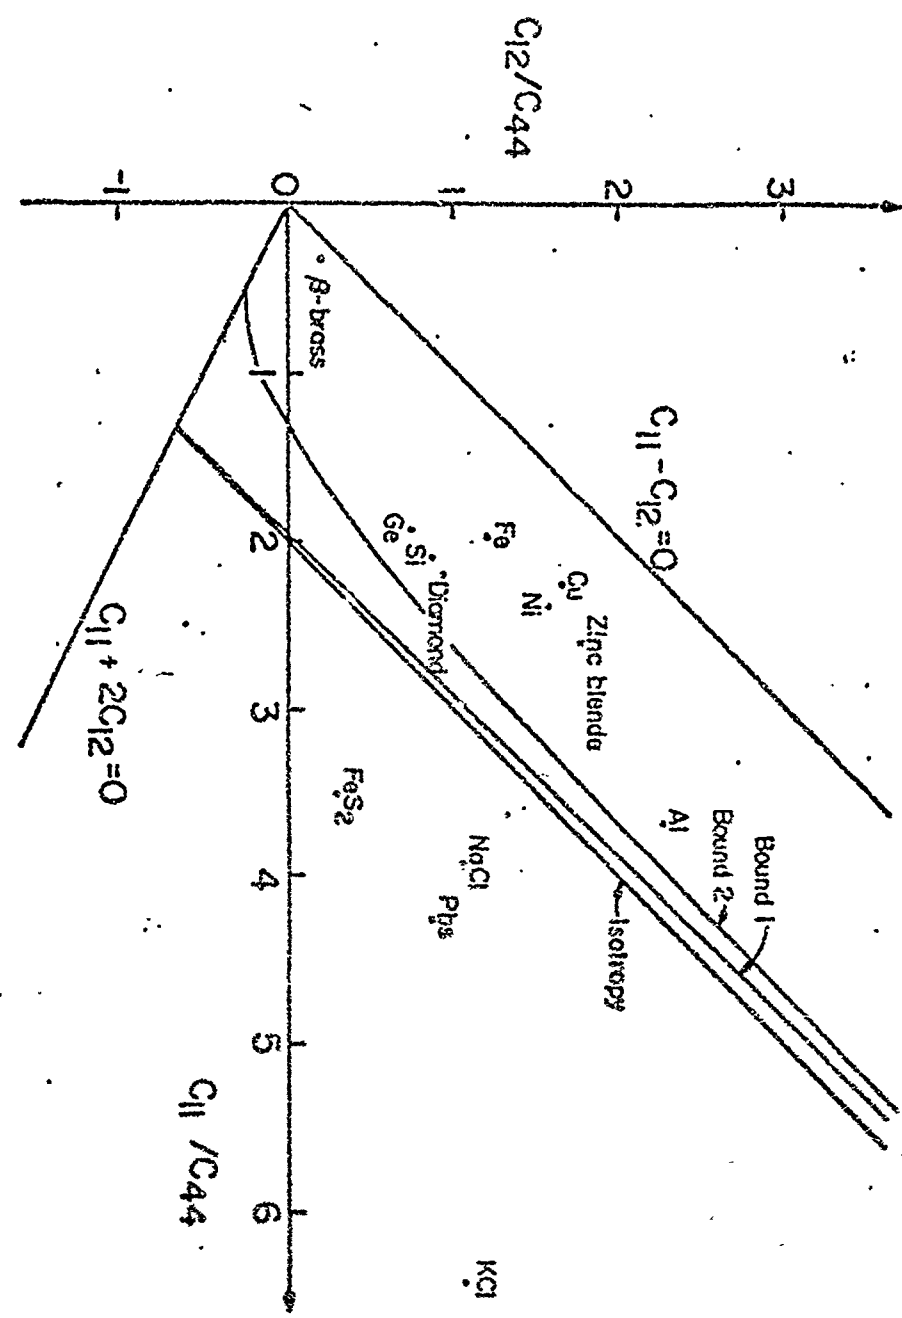 C12/C44
3
2
1
0
-1
C11 - C12 = 0
β-brass
Fe
Cu
Ni
Zinc blende
Ge
Si
Diamond
Al
Bound 2
Bound 1
Isotropy
FeS2
NaCl
Pbs
KCl
1
2
3
4
5
6
C11 + 2C12 = 0
C11 /C44